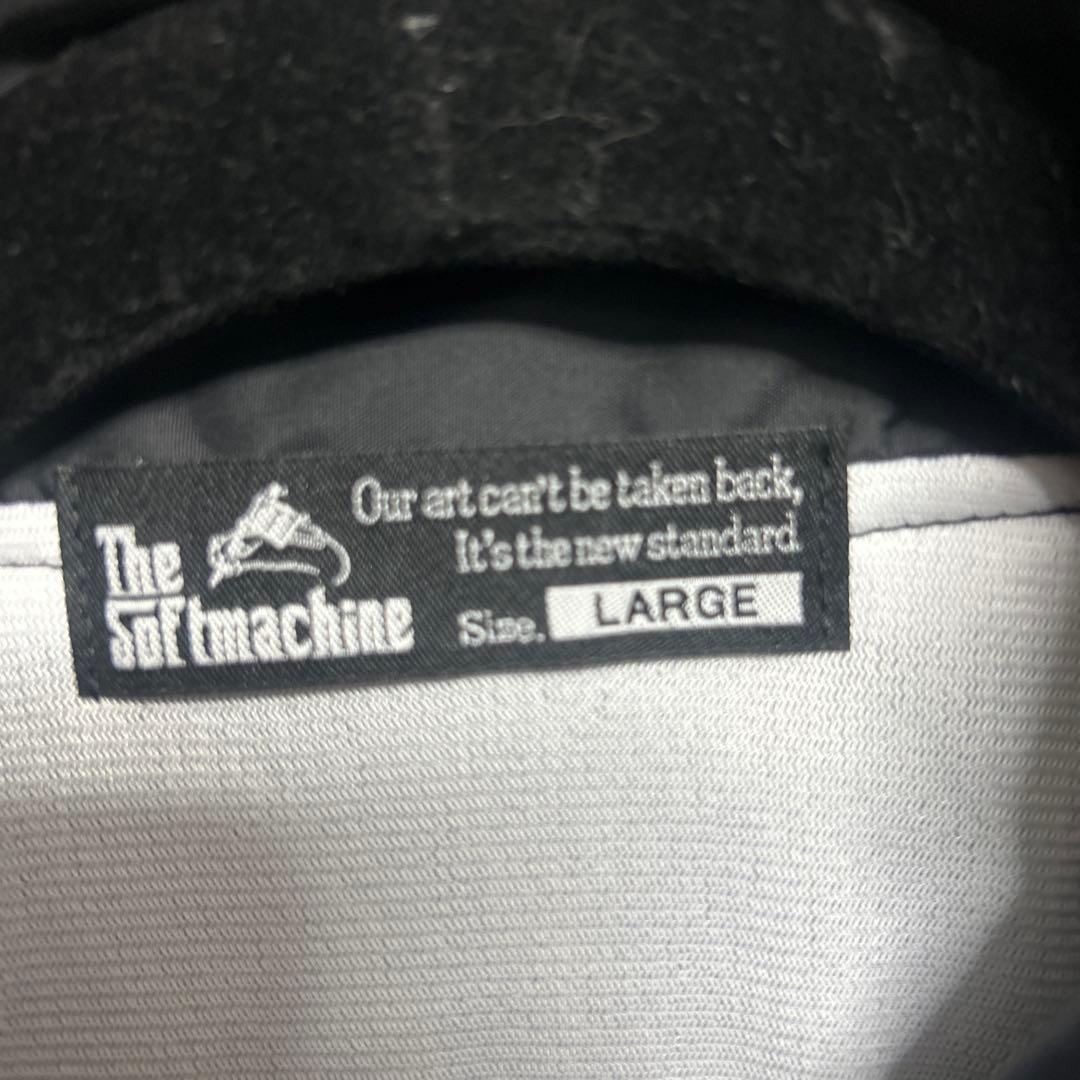 The
Softmachine
Our art can't be taken back,
It's the new standard
Size. LARGE